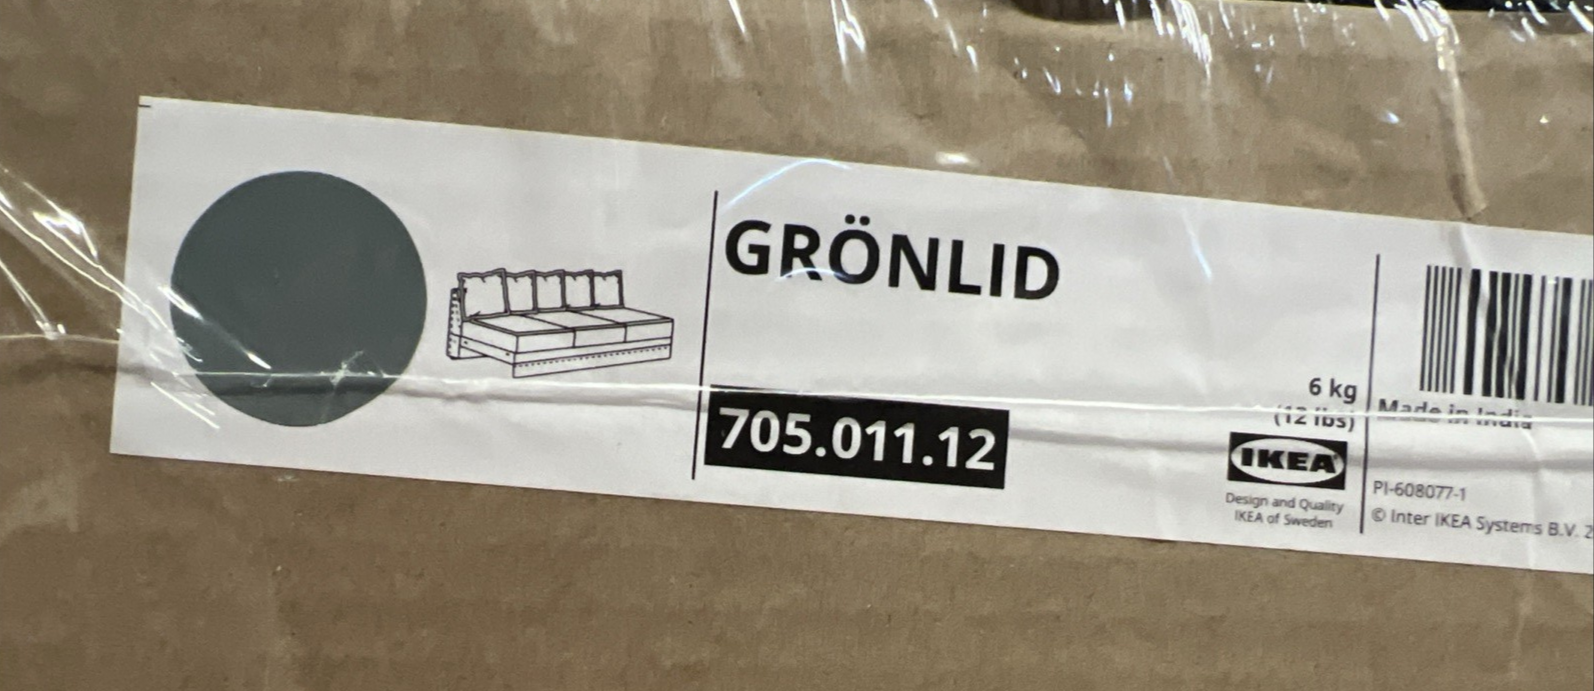 GRÖNLID
705.011.12
6 kg
(12 lbs)
IKEA
Design and Quality
IKEA of Sweden
Made in India
PI-608077-1
© Inter IKEA Systems B.V. 2